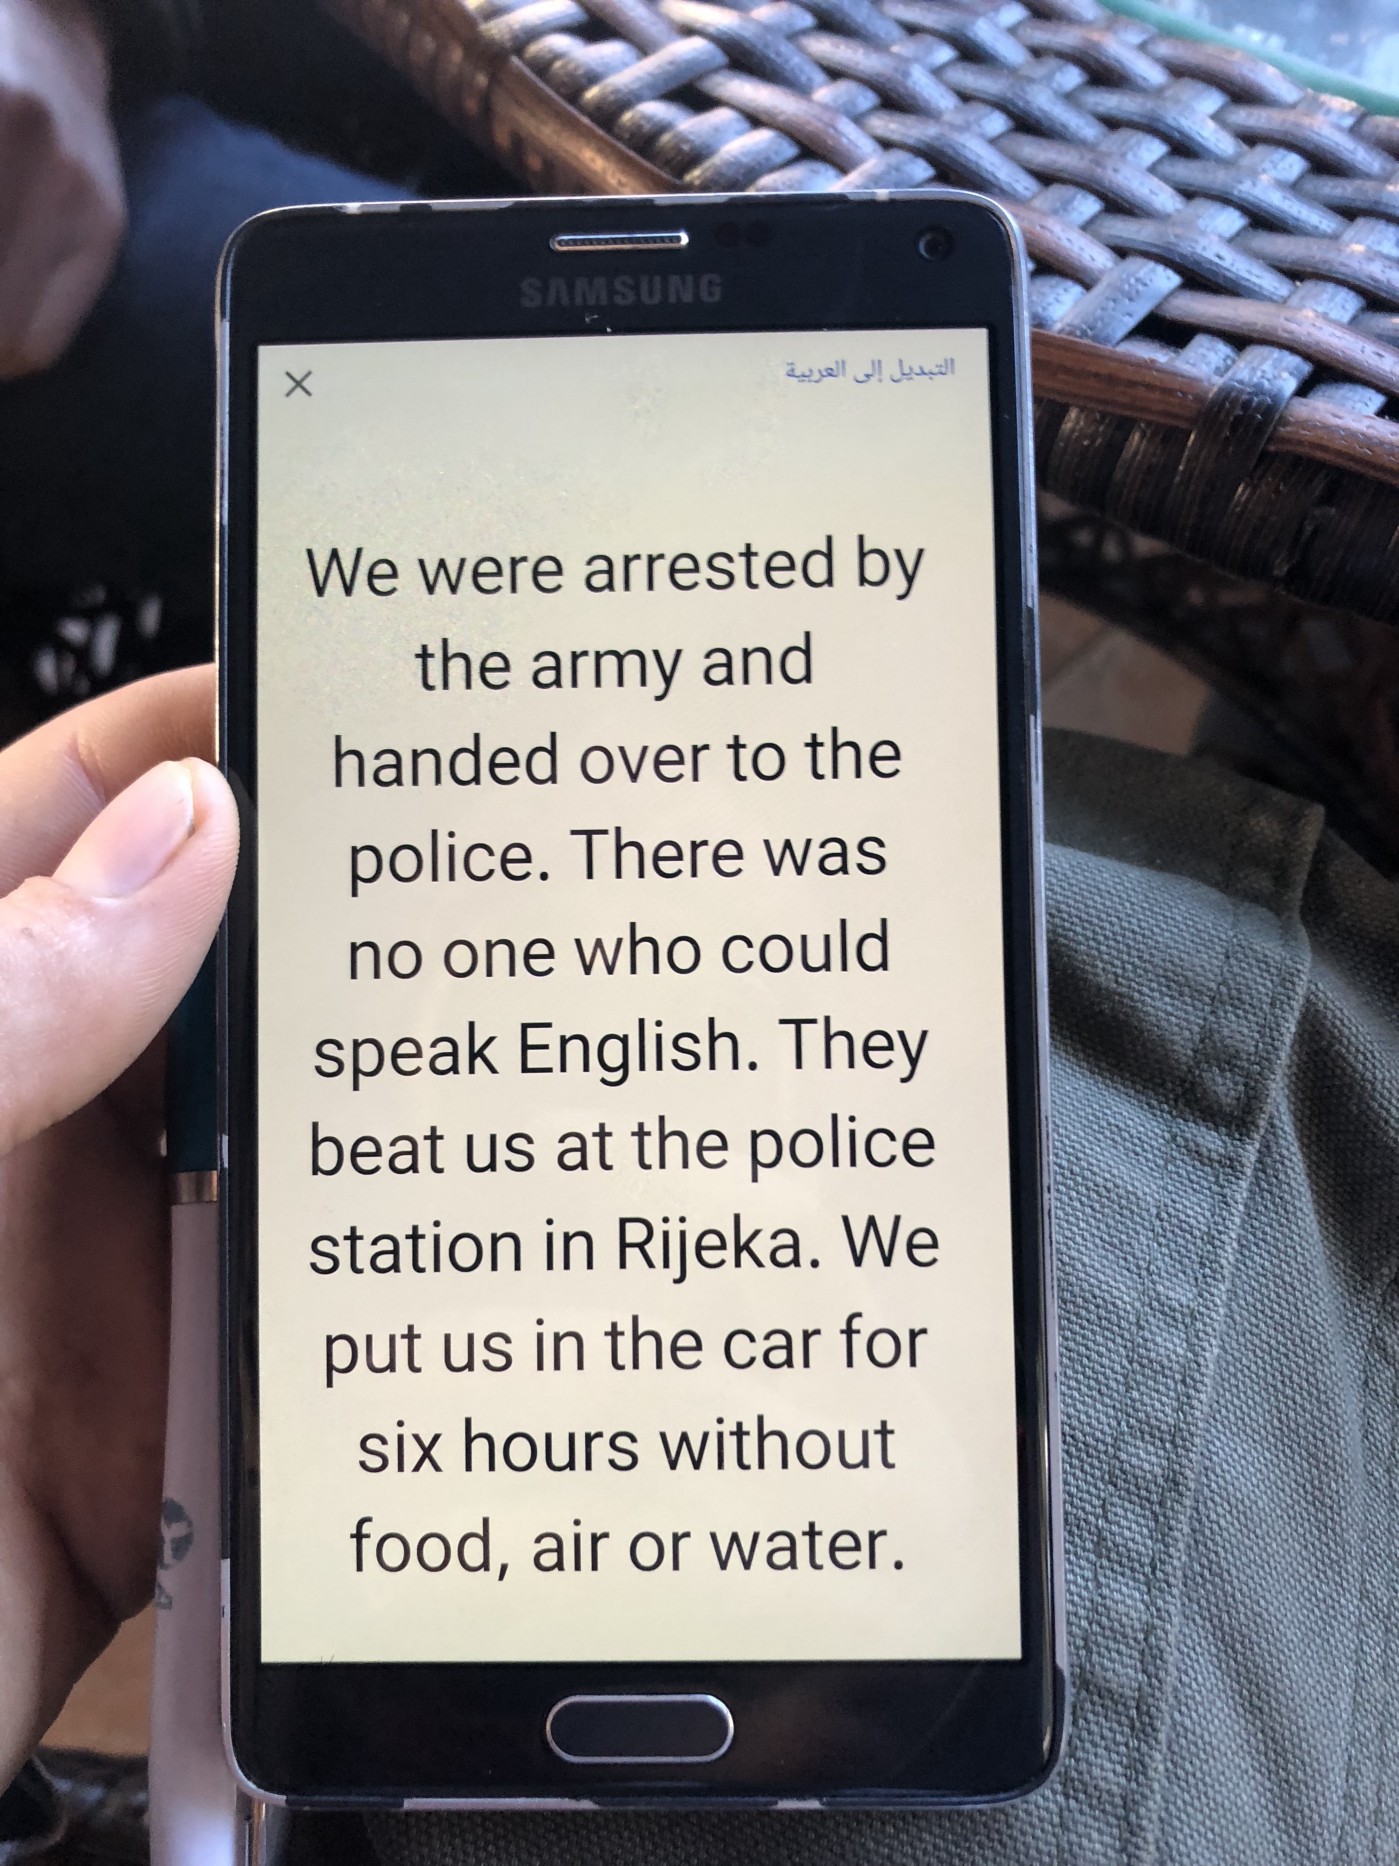 SAMSUNG
التبديل إلى العربية
We were arrested by
the army and
handed over to the
police. There was
no one who could
speak English. They
beat us at the police
station in Rijeka. We
put us in the car for
six hours without
food, air or water.